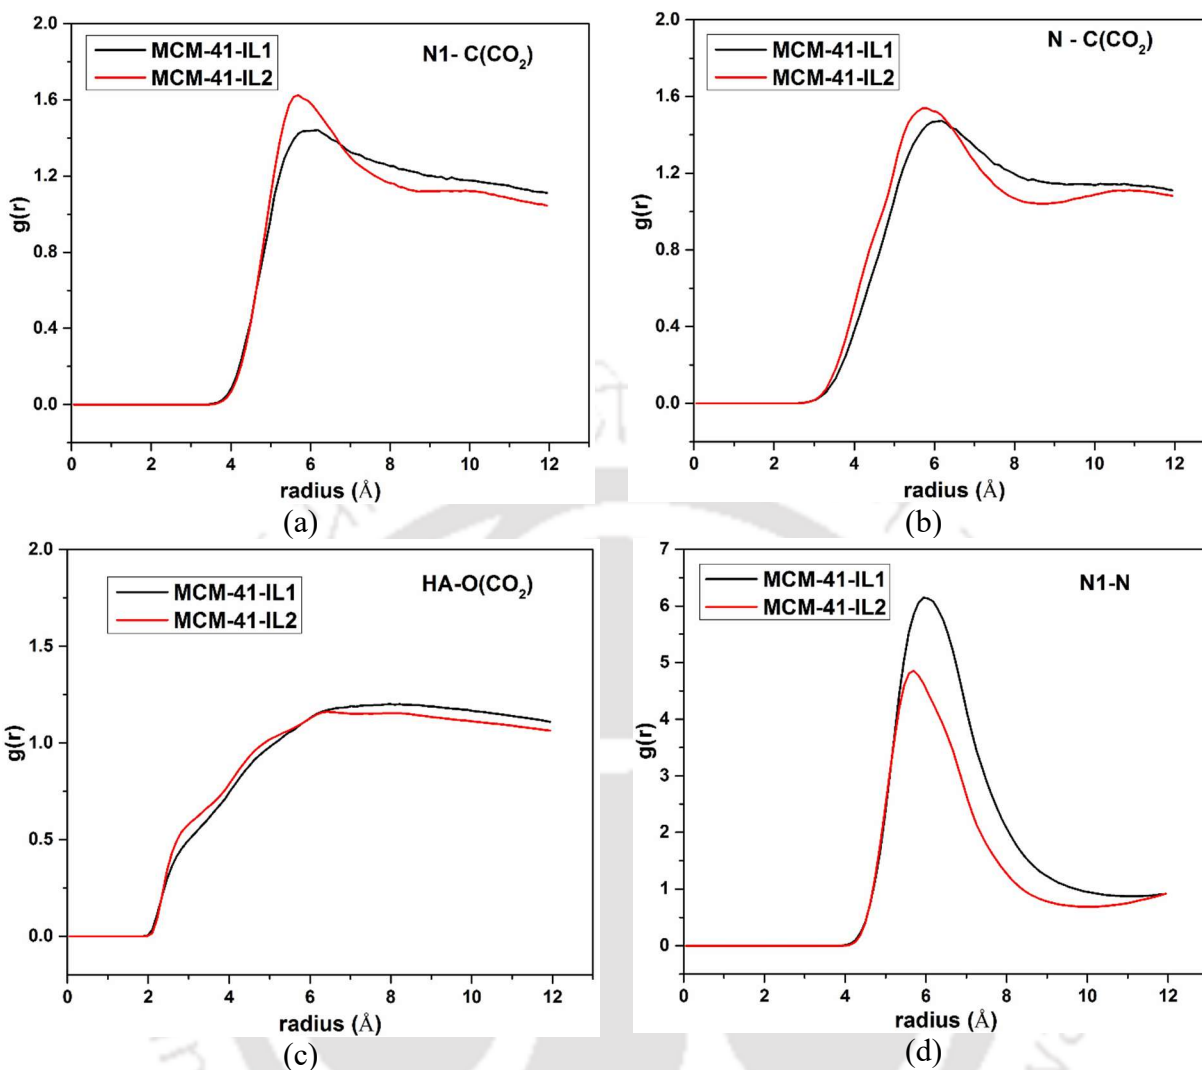 2.0
1.6
1.2
0.8
0.4
0.0
g(r)
MCM-41-IL1
MCM-41-IL2
N1- C(CO₂)
0 2 4 6 8 10 12
radius (Å)
(a)
2.0
1.6
1.2
0.8
0.4
0.0
g(r)
MCM-41-IL1
MCM-41-IL2
N - C(CO₂)
0 2 4 6 8 10 12
radius (Å)
(b)
2.0
1.5
1.0
0.5
0.0
g(r)
MCM-41-IL1
MCM-41-IL2
HA-O(CO₂)
0 2 4 6 8 10 12
radius (Å)
(c)
7
6
5
4
3
2
1
0
g(r)
MCM-41-IL1
MCM-41-IL2
N1-N
0 2 4 6 8 10 12
radius (Å)
(d)